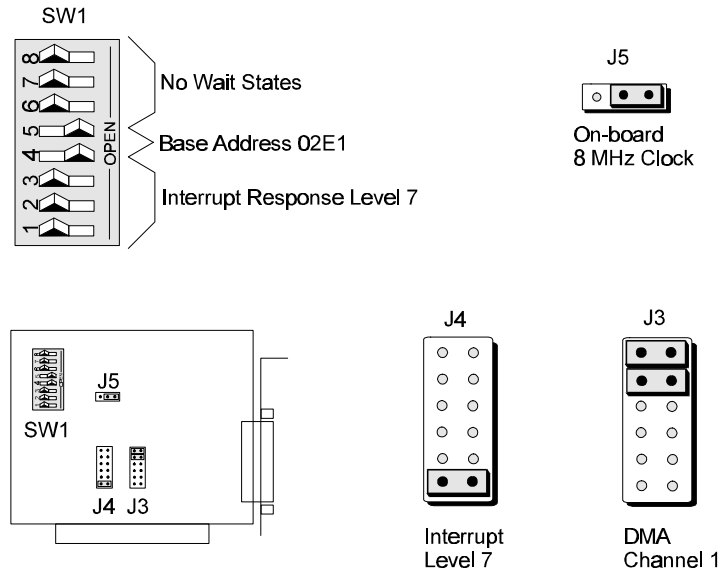 SW1
8
No Wait States
7
6
5
Base Address 02E1
4
OPEN
3
Interrupt Response Level 7
2
1
J5
On-board
8 MHz Clock
J5
SW1
J4 J3
J4
Interrupt
Level 7
J3
DMA
Channel 1